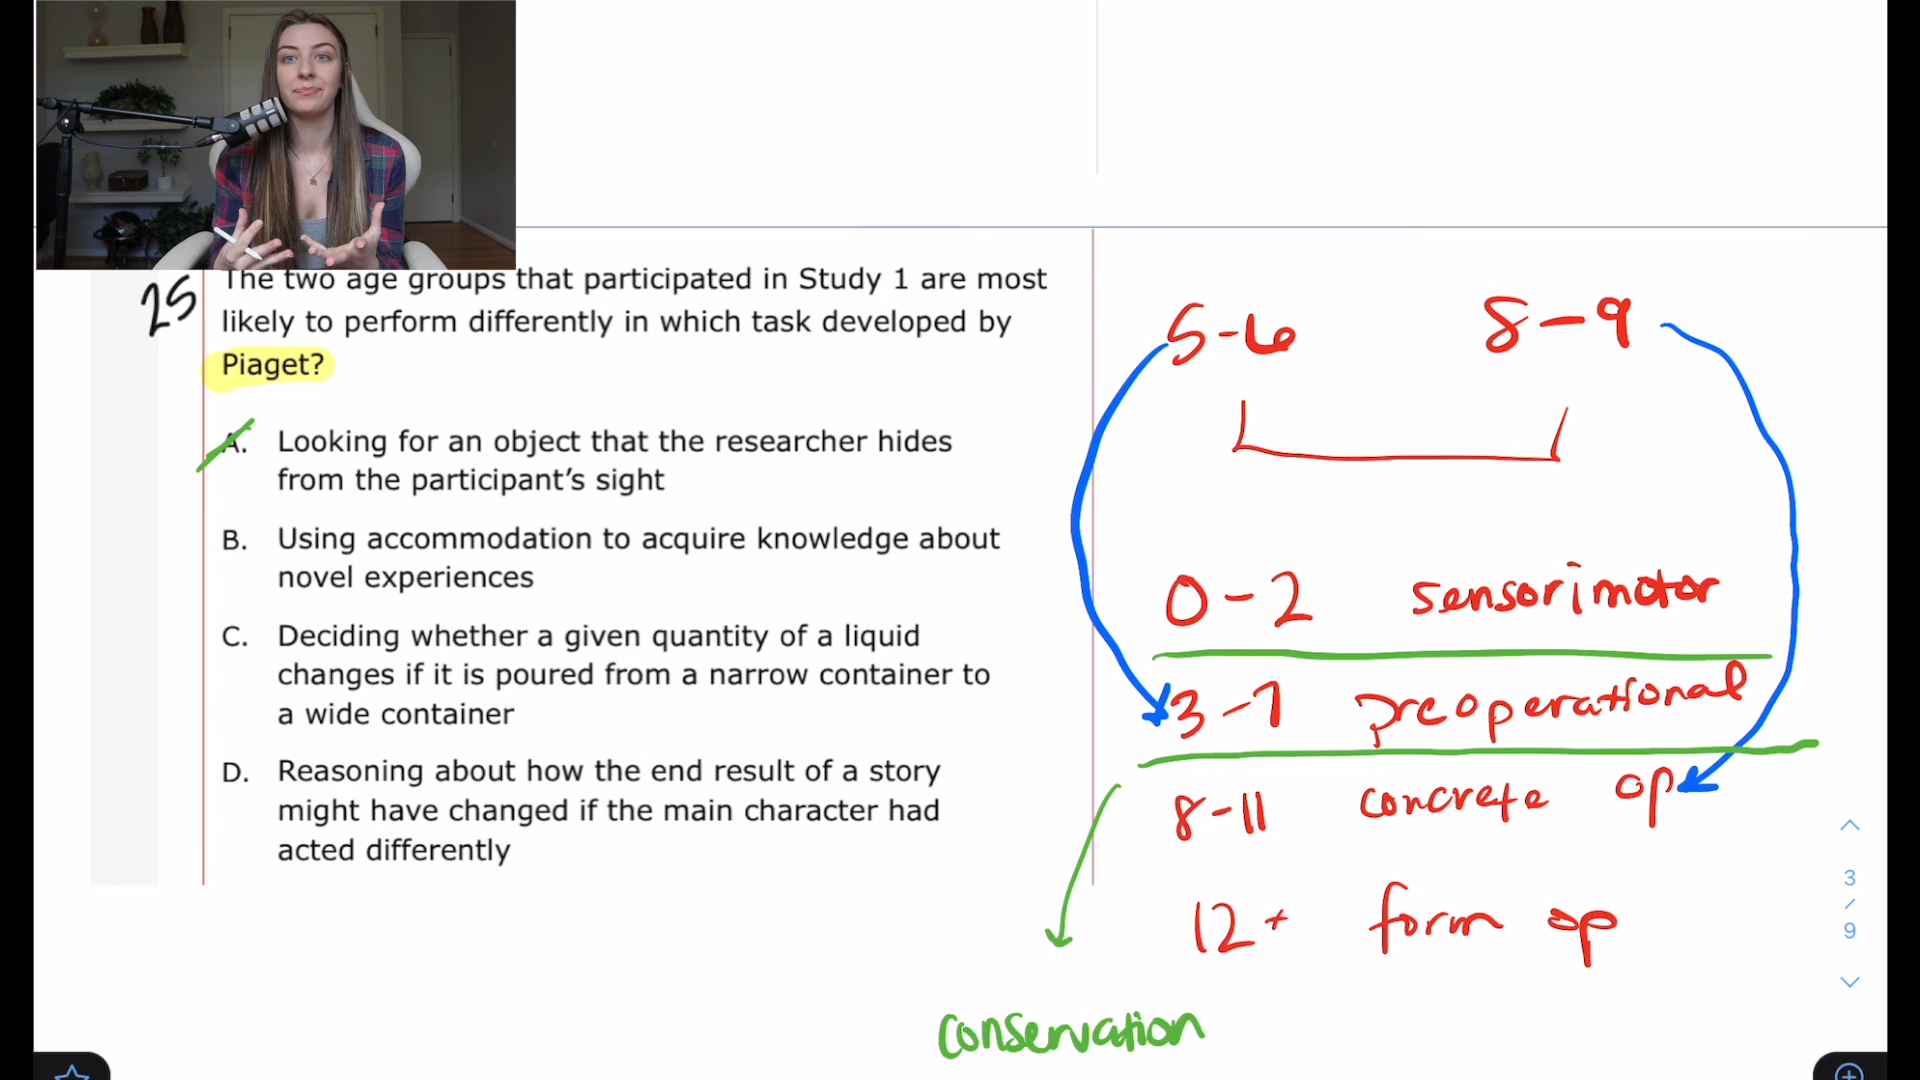 25
The two age groups that participated in Study 1 are most
likely to perform differently in which task developed by
Piaget?
A. Looking for an object that the researcher hides
from the participant's sight
B. Using accommodation to acquire knowledge about
novel experiences
C. Deciding whether a given quantity of a liquid
changes if it is poured from a narrow container to
a wide container
D. Reasoning about how the end result of a story
might have changed if the main character had
acted differently
5-6 8-9
0-2 sensorimotor
3-7 preoperational
8-11 concrete op
12+ form op
conservation
3
/
9